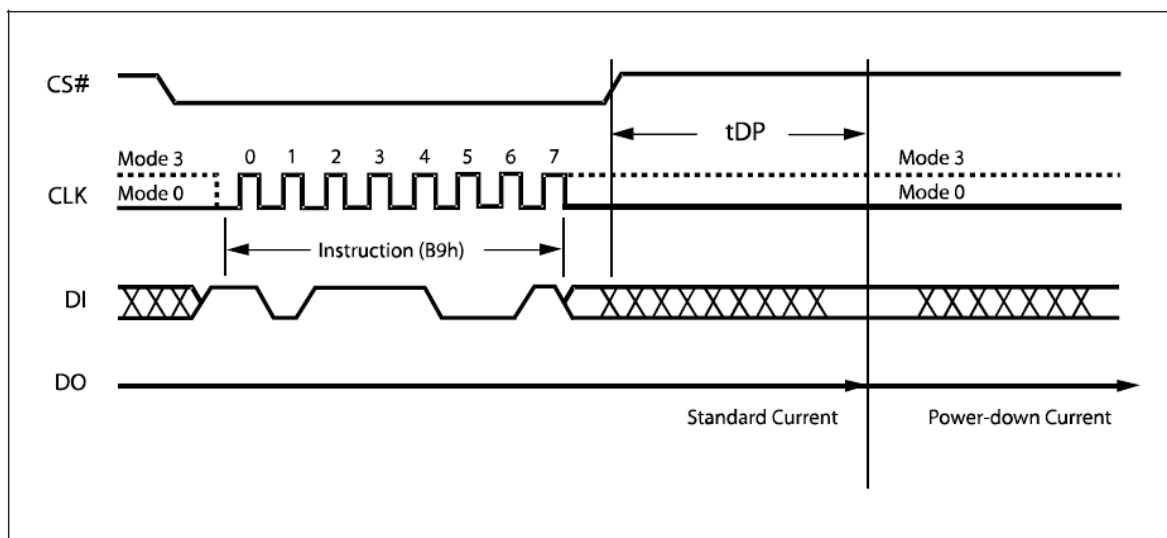 CS#
tDP
Mode 3 0 1 2 3 4 5 6 7 Mode 3
CLK Mode 0 Mode 0
Instruction (B9h)
DI
DO
Standard Current Power-down Current